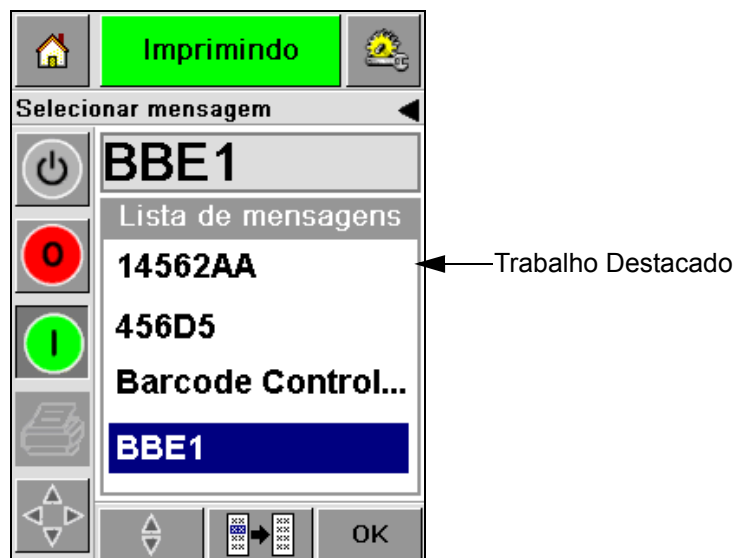 Imprimindo
Selecionar mensagem
BBE1
Lista de mensagens
O
14562AA
Trabalho Destacado
456D5
I
Barcode Control...
BBE1
OK